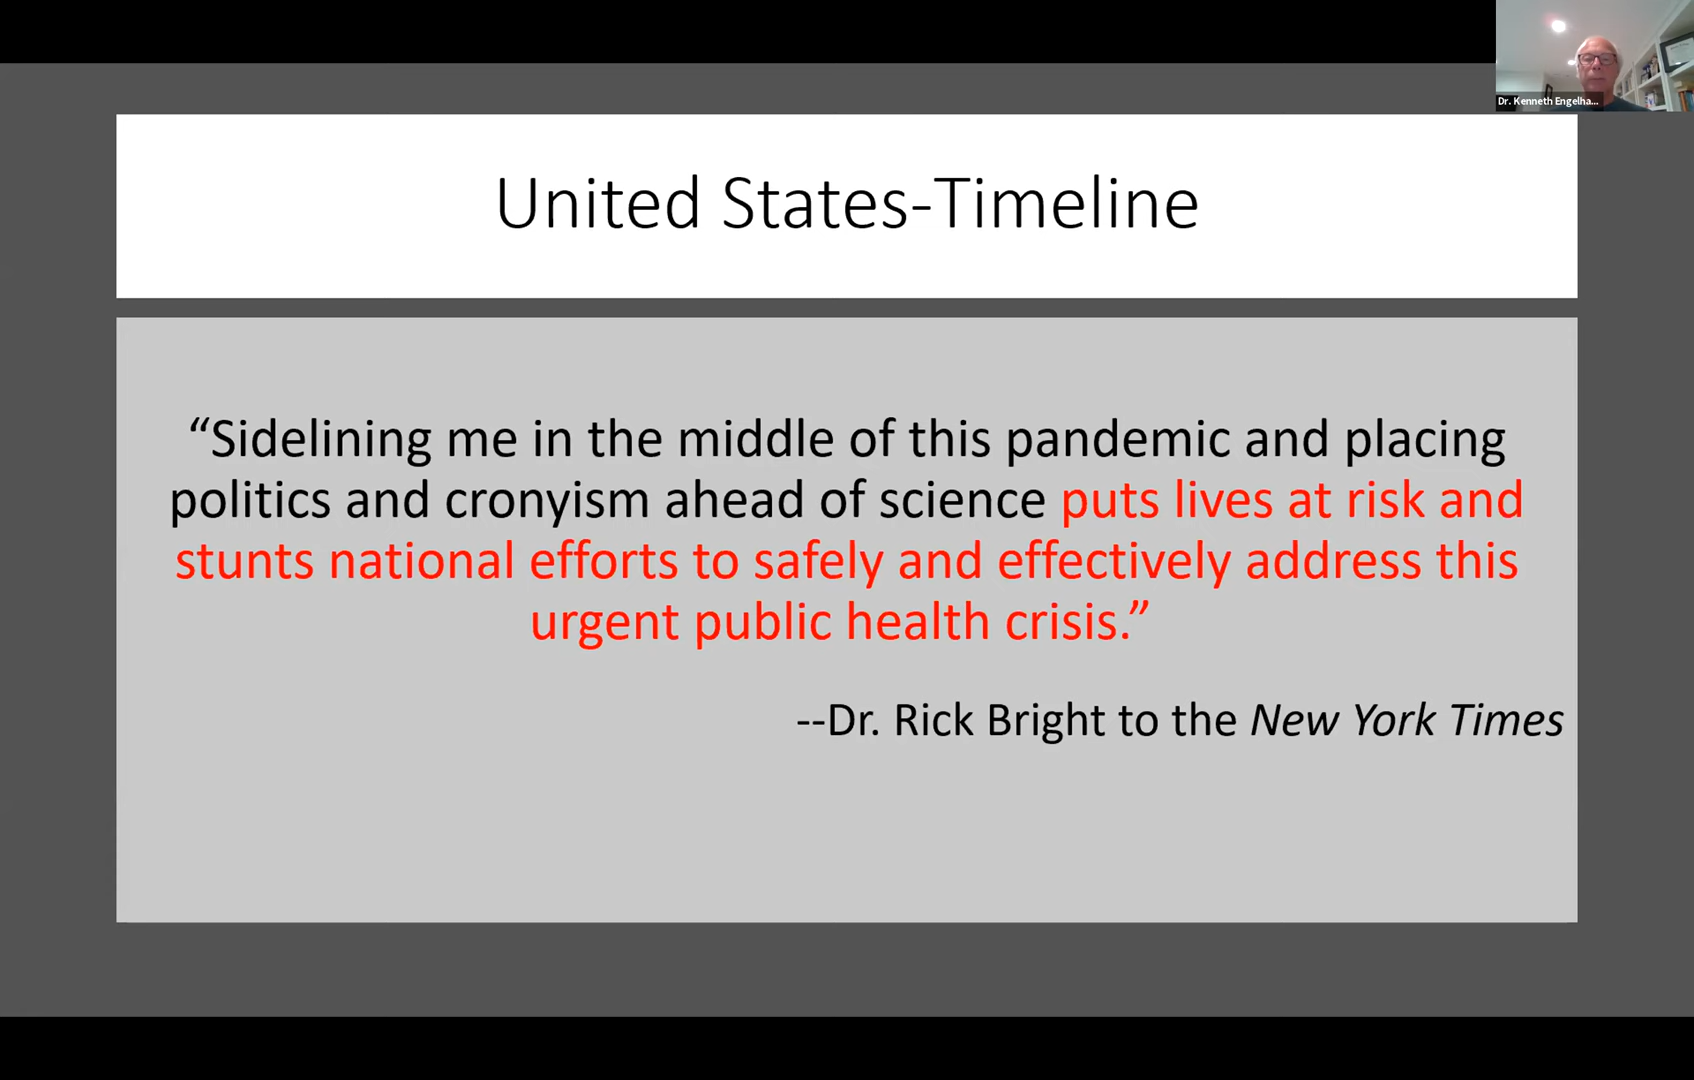 Dr. Kenneth Engelha...
United States-Timeline
“Sidelining me in the middle of this pandemic and placing
politics and cronyism ahead of science puts lives at risk and
stunts national efforts to safely and effectively address this
urgent public health crisis.”
--Dr. Rick Bright to the New York Times